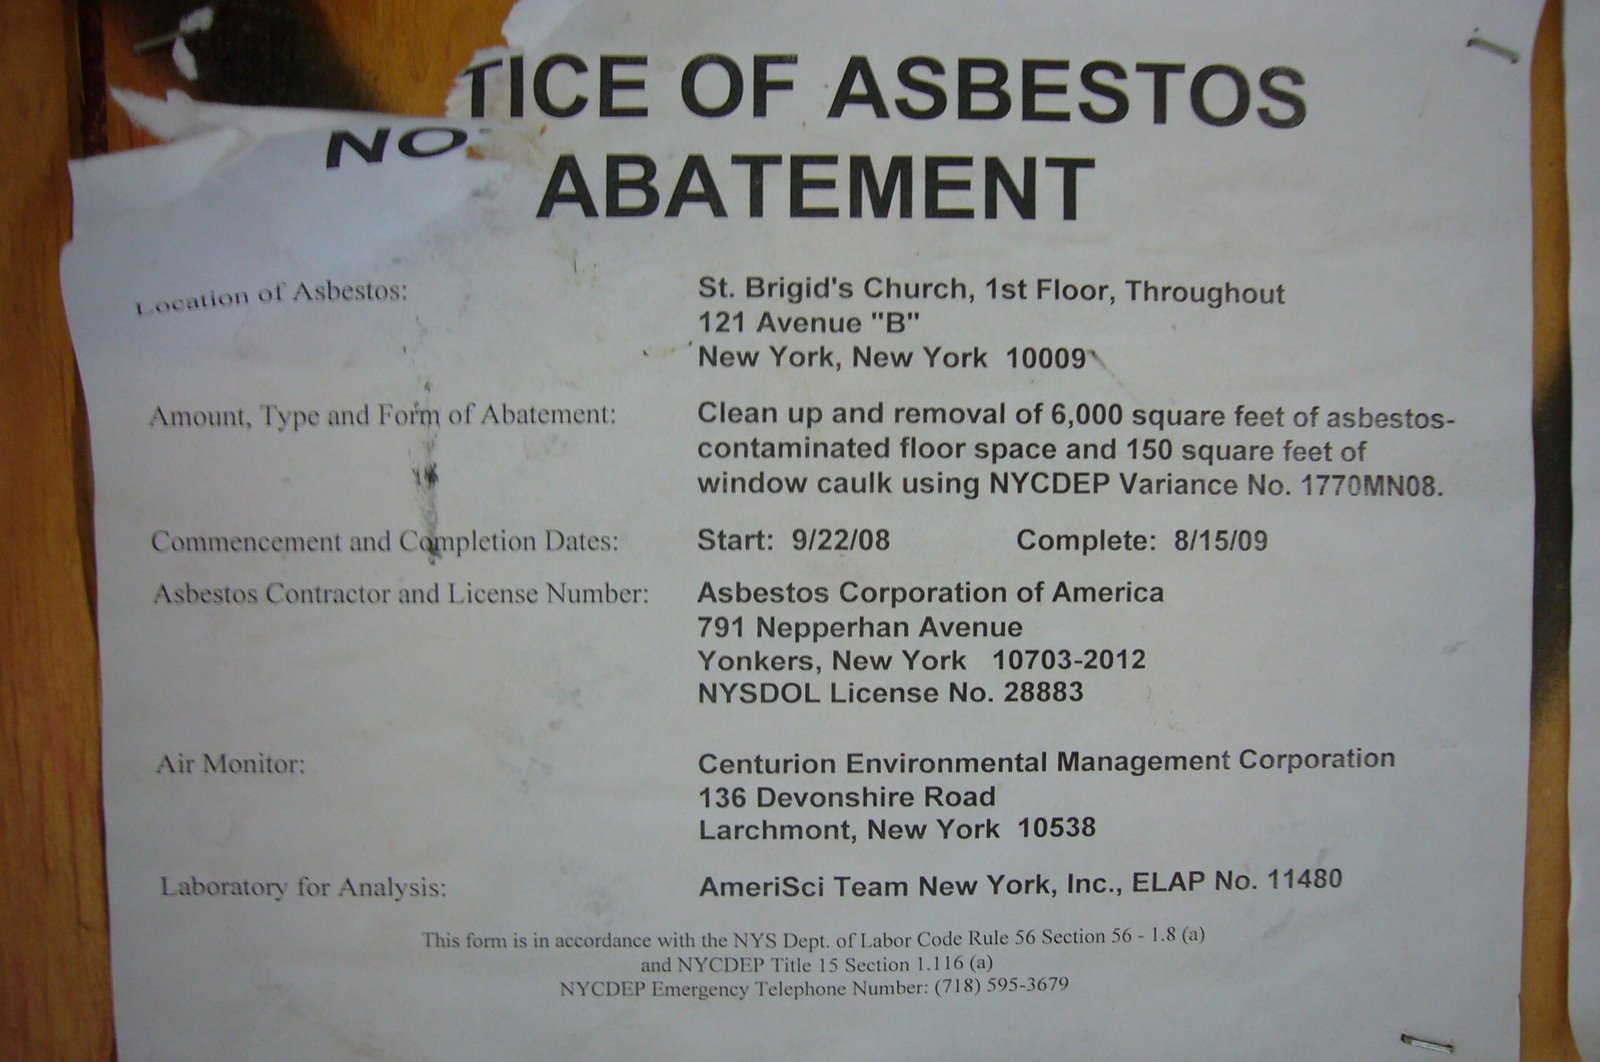 NOTICE OF ASBESTOS
ABATEMENT
Location of Asbestos: St. Brigid's Church, 1st Floor, Throughout
121 Avenue "B"
New York, New York 10009
Amount, Type and Form of Abatement: Clean up and removal of 6,000 square feet of asbestos-
contaminated floor space and 150 square feet of
window caulk using NYCDEP Variance No. 1770MN08.
Commencement and Completion Dates: Start: 9/22/08 Complete: 8/15/09
Asbestos Contractor and License Number: Asbestos Corporation of America
791 Nepperhan Avenue
Yonkers, New York 10703-2012
NYSDOL License No. 28883
Air Monitor: Centurion Environmental Management Corporation
136 Devonshire Road
Larchmont, New York 10538
Laboratory for Analysis: AmeriSci Team New York, Inc., ELAP No. 11480
This form is in accordance with the NYS Dept. of Labor Code Rule 56 Section 56 - 1.8 (a)
and NYCDEP Title 15 Section 1.116 (a)
NYCDEP Emergency Telephone Number: (718) 595-3679